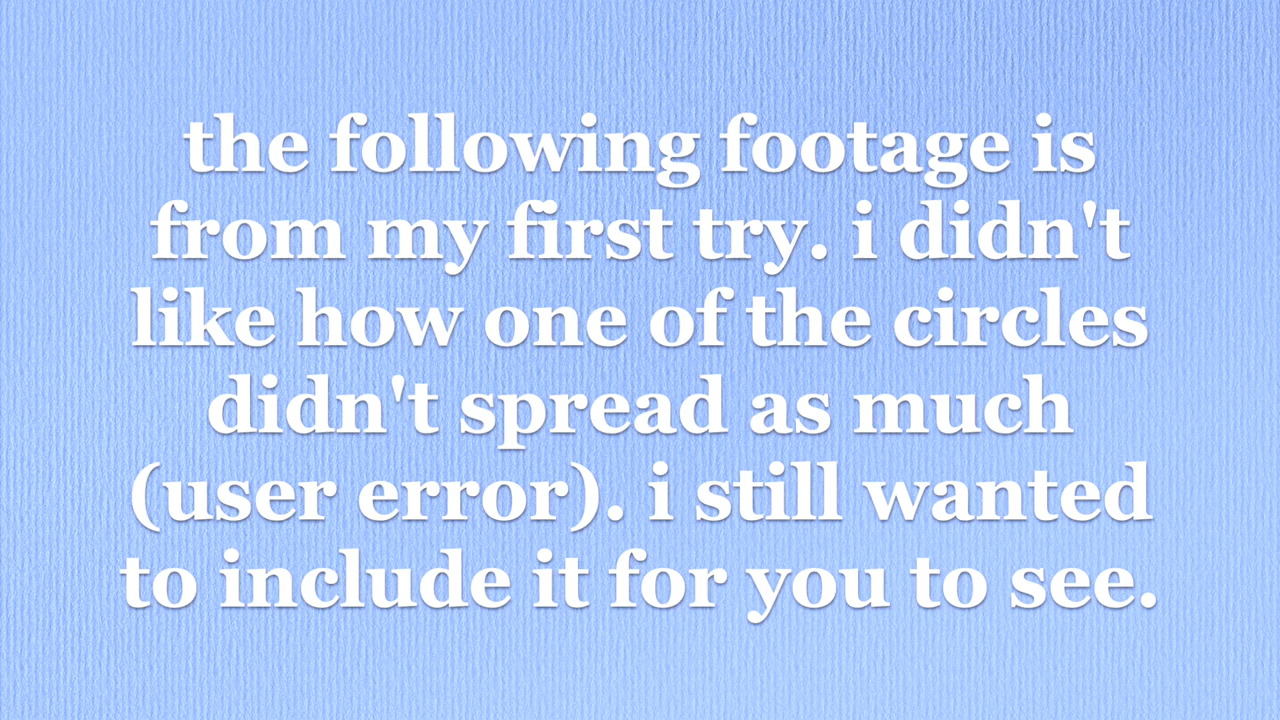 the following footage is
from my first try. i didn't
like how one of the circles
didn't spread as much
(user error). i still wanted
to include it for you to see.